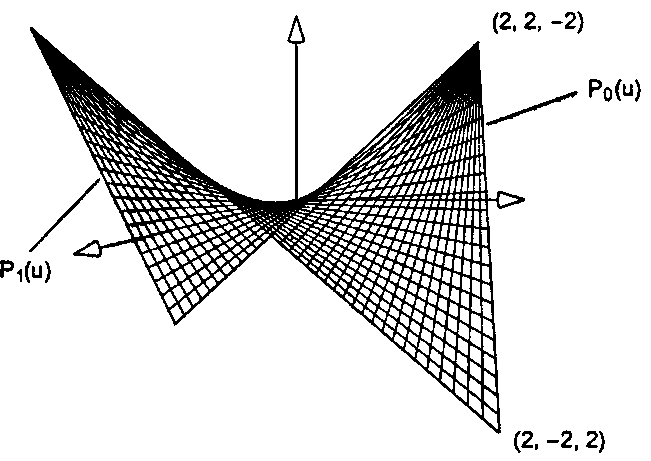 (2, 2, −2)
P₀(u)
P₁(u)
(2, −2, 2)